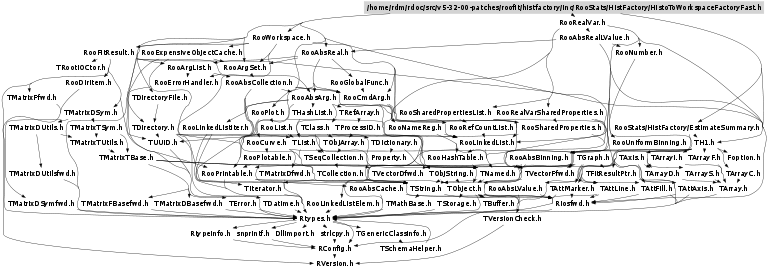 /home/rdm/rdoc/src/v5-32-00-patches/roofit/histfactory/inc/RooStats/HistFactory/HistoToWorkspaceFactoryFast.h
RooRealVar.h
RooWorkspace.h RooAbsRealLValue.h
RooFitResult.h RooExpensiveObjectCache.h RooAbsReal.h RooNumber.h
TRootIOCtor.h RooArgList.h RooArgSet.h
RooDirItem.h RooErrorHandler.h RooAbsCollection.h RooGlobalFunc.h
TMatrixFfwd.h TDirectoryFile.h RooAbsArg.h RooCmdArg.h
TMatrixDSym.h RooPlot.h THashList.h TRefArray.h RooSharedPropertiesList.h RooRealVarSharedProperties.h
TMatrixDUtils.h TMatrixTSym.h TDirectory.h RooLinkedListIter.h RooList.h TClass.h TProcessID.h RooNameReg.h RooRefCountList.h RooSharedProperties.h RooStats/HistFactory/EstimateSummary.h
TMatrixTUtils.h TUUID.h RooCurve.h TList.h TObjArray.h TDictionary.h RooLinkedList.h RooUniformBinning.h TH1.h
TMatrixTBase.h RooPlotable.h TSeqCollection.h Property.h RooHashTable.h RooAbsBinning.h TGraph.h TAxis.h TArrayI.h TArrayF.h Foption.h
TMatrixDUtilsfwd.h RooPrintable.h TMatrixDfwd.h TCollection.h TVectorDfwd.h TObjString.h TNamed.h TVectorFfwd.h TFitResultPtr.h TArrayD.h TArrayS.h TArrayC.h
TIterator.h RooAbsCache.h TString.h TObject.h RooAbsLValue.h TAttMarker.h TAttLine.h TAttFill.h TAttAxis.h TArray.h
TMatrixDSymfwd.h TMatrixFBasefwd.h TMatrixDBasefwd.h TError.h TDatime.h RooLinkedListElem.h TMathBase.h TStorage.h TBuffer.h Riosfwd.h
Rtypes.h TVersionCheck.h
RtypeInfo.h snprintf.h DllImport.h strlcpy.h TGenericClassInfo.h
RConfig.h TSchemaHelper.h
RVersion.h